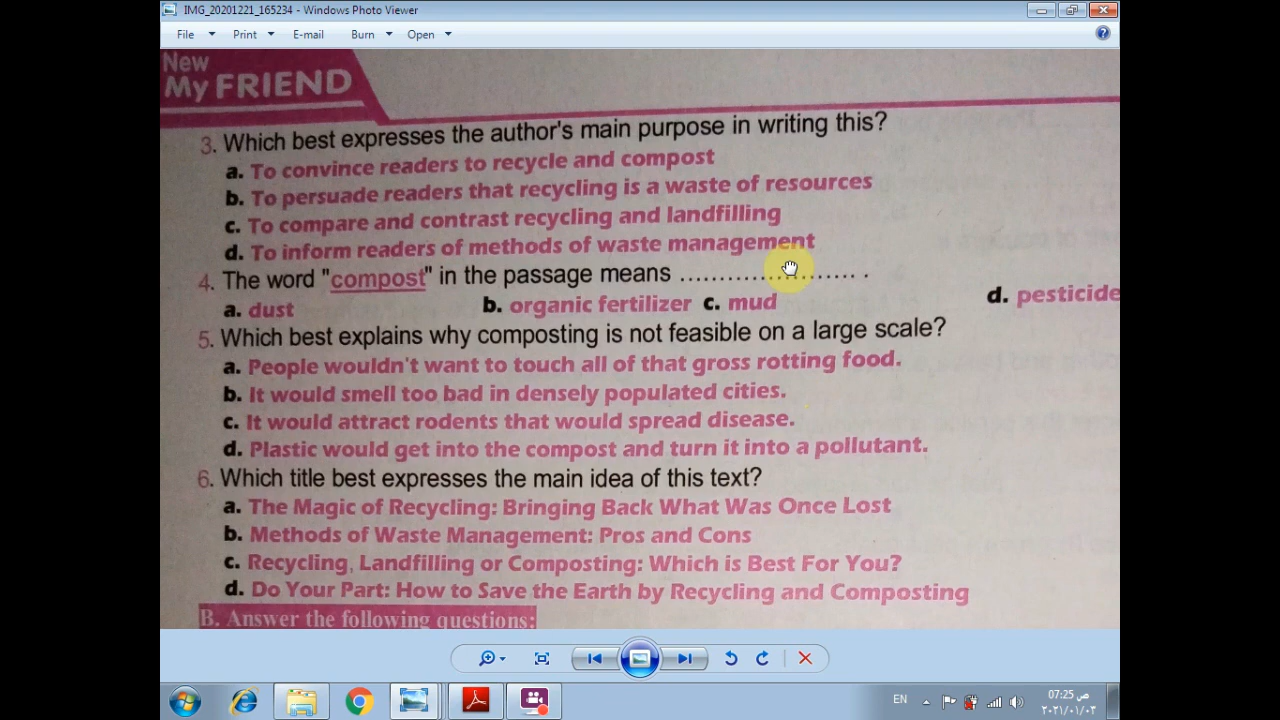 IMG_20201221_165234 - Windows Photo Viewer
File Print E-mail Burn Open
New
My FRIEND
3. Which best expresses the author's main purpose in writing this?
a. To convince readers to recycle and compost
b. To persuade readers that recycling is a waste of resources
c. To compare and contrast recycling and landfilling
d. To inform readers of methods of waste management
4. The word "compost" in the passage means .......................... .
a. dust b. organic fertilizer c. mud d. pesticide
5. Which best explains why composting is not feasible on a large scale?
a. People wouldn't want to touch all of that gross rotting food.
b. It would smell too bad in densely populated cities.
c. It would attract rodents that would spread disease.
d. Plastic would get into the compost and turn it into a pollutant.
6. Which title best expresses the main idea of this text?
a. The Magic of Recycling: Bringing Back What Was Once Lost
b. Methods of Waste Management: Pros and Cons
c. Recycling, Landfilling or Composting: Which is Best For You?
d. Do Your Part: How to Save the Earth by Recycling and Composting
B. Answer the following questions:
EN
07:25 ص
٢٠٢١/٠١/٠٣